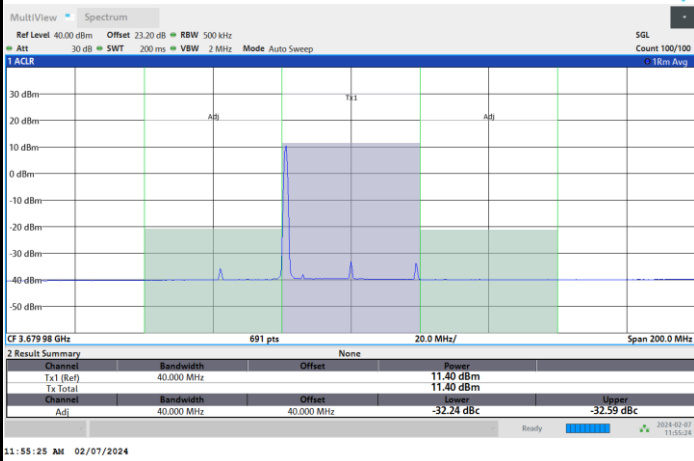 MultiView Spectrum
Ref Level 40.00 dBm Offset 23.20 dB RBW 500 kHz SGL
Att 30 dB SWT 200 ms VBW 2 MHz Mode Auto Sweep Count 100/100
1 ACLR 1Rm Avg
30 dBm
Tx1
20 dBm
Adj Adj
10 dBm
0 dBm
-10 dBm
-20 dBm
-30 dBm
-40 dBm
-50 dBm
CF 3.67998 GHz 691 pts 20.0 MHz/ Span 200.0 MHz
2 Result Summary None
Channel Bandwidth Offset Power
Tx1 (Ref) 40.000 MHz 11.40 dBm
Tx Total 11.40 dBm
Channel Bandwidth Offset Lower Upper
Adj 40.000 MHz 40.000 MHz -32.24 dBc -32.59 dBc
Ready 2024-02-07
11:55:24
11:55:25 AM 02/07/2024